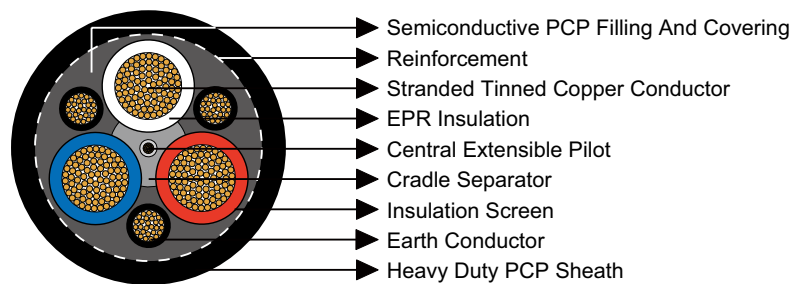 Semiconductive PCP Filling And Covering
Reinforcement
Stranded Tinned Copper Conductor
EPR Insulation
Central Extensible Pilot
Cradle Separator
Insulation Screen
Earth Conductor
Heavy Duty PCP Sheath